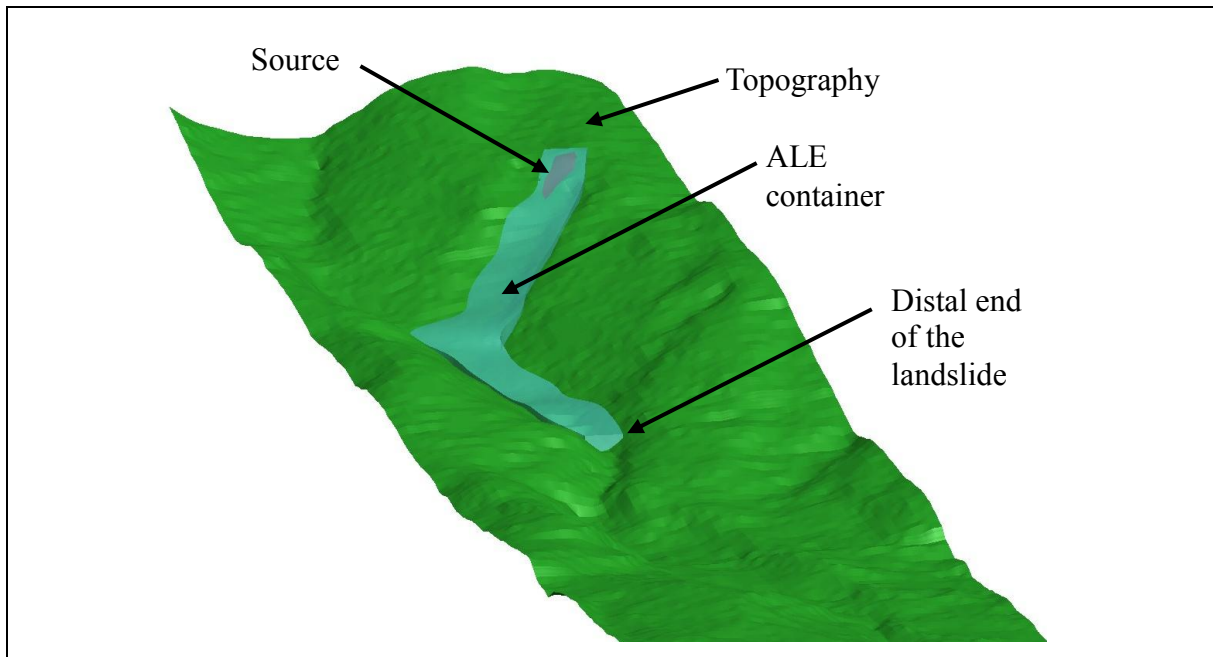 Source
Topography
ALE
container
Distal end
of the
landslide